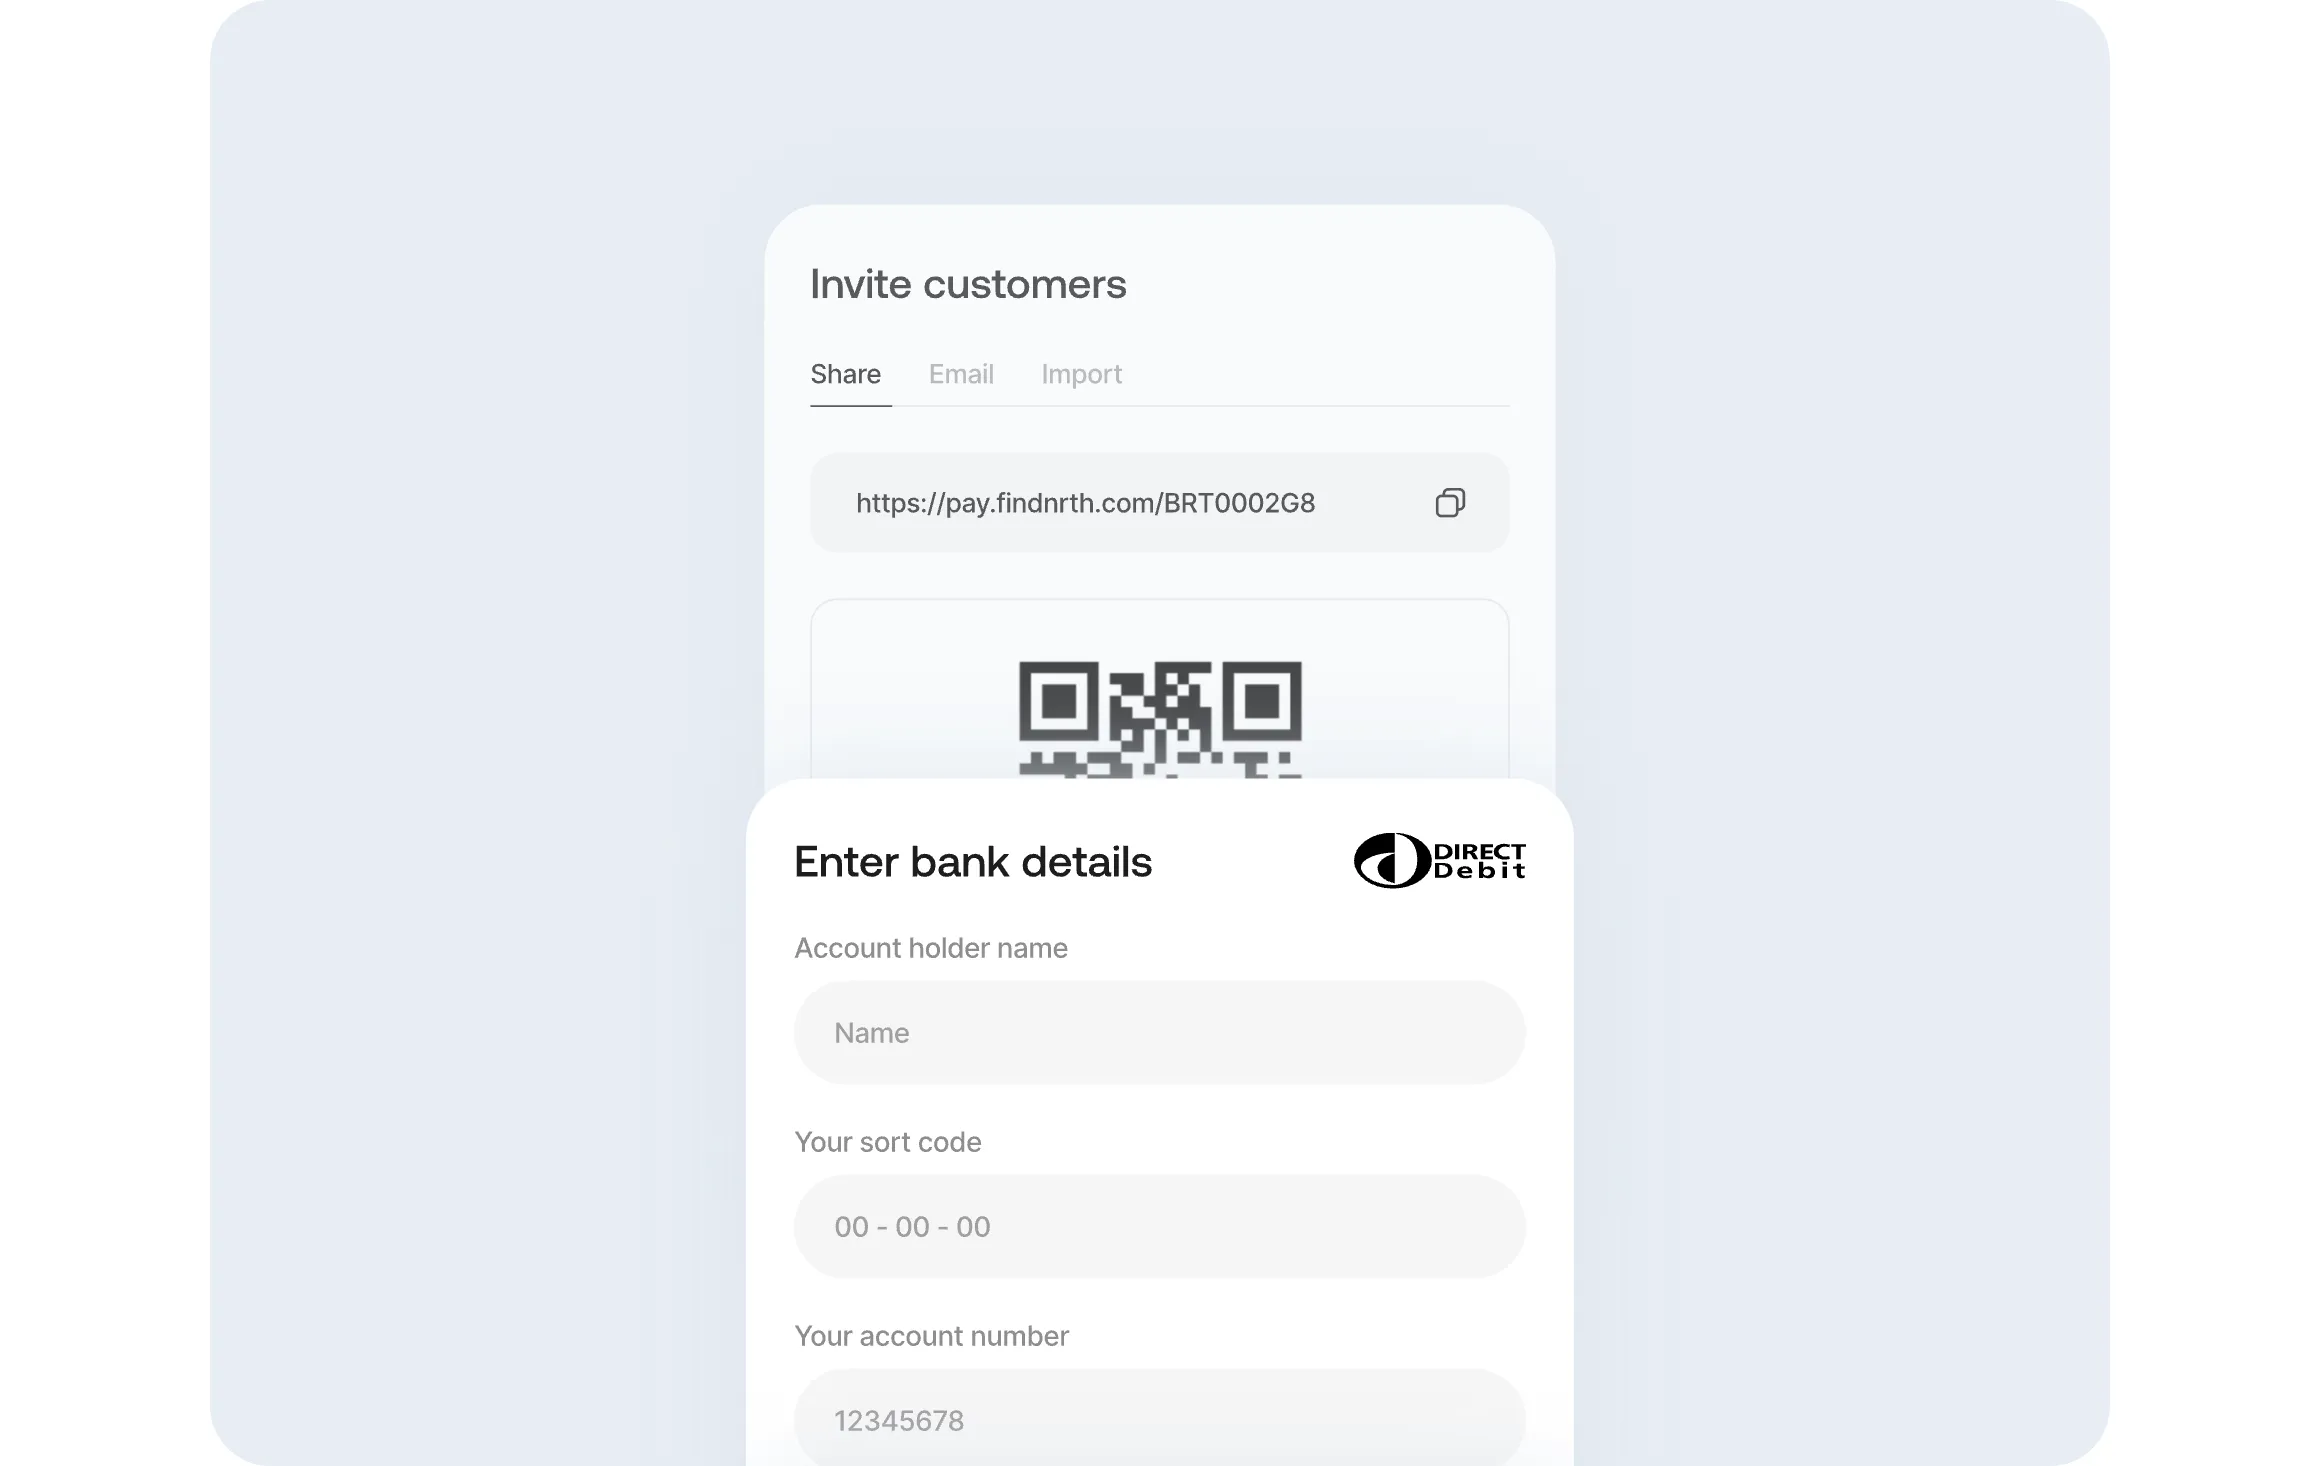 Invite customers
Share Email Import
https://pay.findnrth.com/BRT0002G8
Enter bank details
DIRECT
Debit
Account holder name
Name
Your sort code
00 - 00 - 00
Your account number
12345678